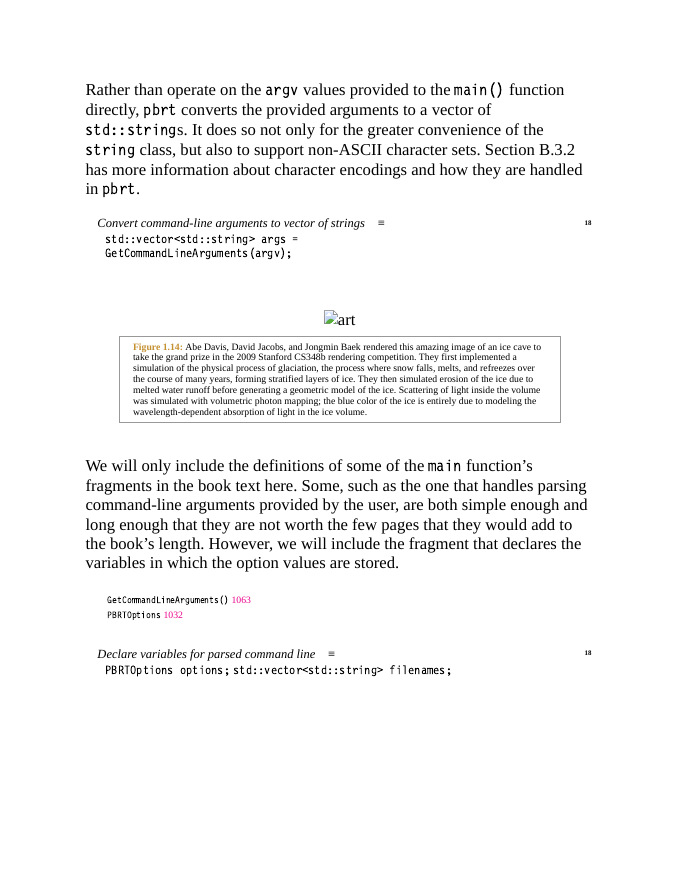 Rather than operate on the argv values provided to the main() function
directly, pbrt converts the provided arguments to a vector of
std::strings. It does so not only for the greater convenience of the
string class, but also to support non-ASCII character sets. Section B.3.2
has more information about character encodings and how they are handled
in pbrt.
Convert command-line arguments to vector of strings ≡ 18
std::vector<std::string> args =
GetCommandLineArguments(argv);
art
Figure 1.14: Abe Davis, David Jacobs, and Jongmin Baek rendered this amazing image of an ice cave to
take the grand prize in the 2009 Stanford CS348b rendering competition. They first implemented a
simulation of the physical process of glaciation, the process where snow falls, melts, and refreezes over
the course of many years, forming stratified layers of ice. They then simulated erosion of the ice due to
melted water runoff before generating a geometric model of the ice. Scattering of light inside the volume
was simulated with volumetric photon mapping; the blue color of the ice is entirely due to modeling the
wavelength-dependent absorption of light in the ice volume.
We will only include the definitions of some of the main function’s
fragments in the book text here. Some, such as the one that handles parsing
command-line arguments provided by the user, are both simple enough and
long enough that they are not worth the few pages that they would add to
the book’s length. However, we will include the fragment that declares the
variables in which the option values are stored.
GetCommandLineArguments() 1063
PBRTOptions 1032
Declare variables for parsed command line ≡ 18
PBRTOptions options; std::vector<std::string> filenames;